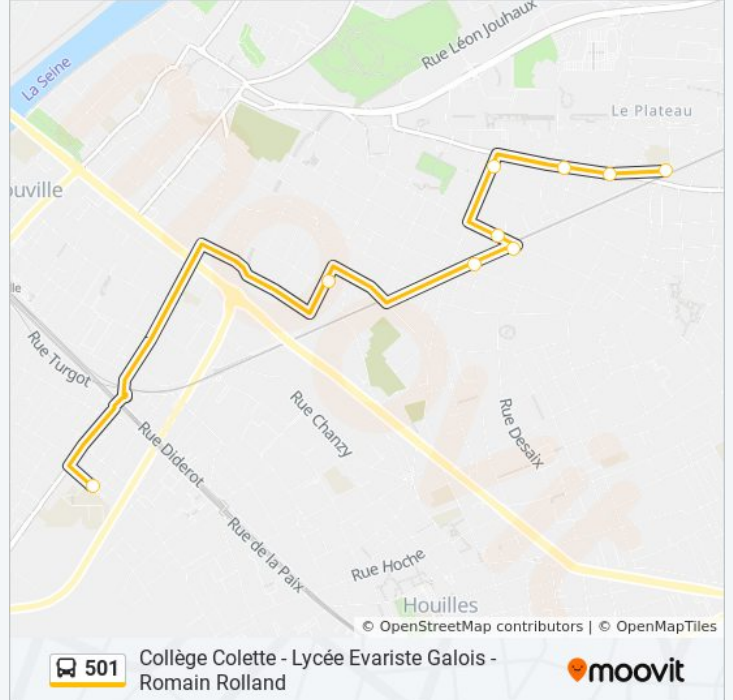 Rue Léon Jouhaux
La Seine
Le Plateau
ouville
lle
Rue Turgot
Rue Chanzy
Rue Desaix
Rue Diderot
Rue de la Paix
Rue Hoche
Houilles
© OpenStreetMap contributors | © OpenMapTiles
501
Collège Colette - Lycée Evariste Galois -
Romain Rolland
moovit